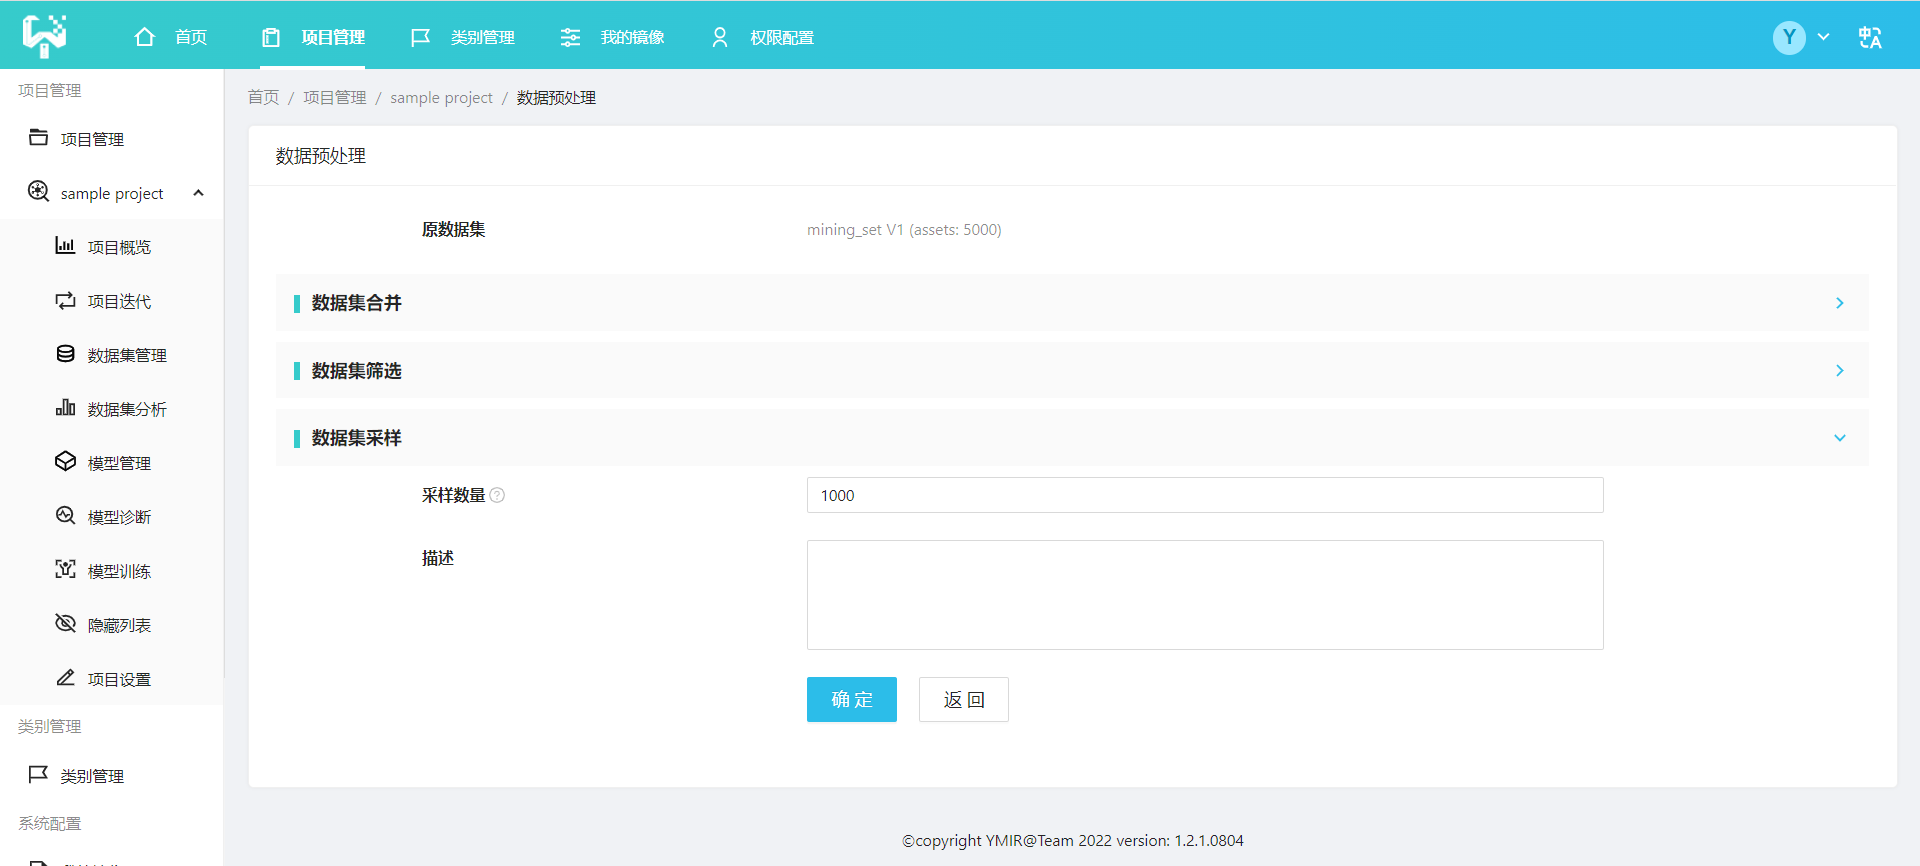 首页 项目管理 类别管理 我的镜像 权限配置 Y
项目管理
项目管理
sample project
项目概览
项目迭代
数据集管理
数据集分析
模型管理
模型诊断
模型训练
隐藏列表
项目设置
类别管理
类别管理
系统配置
首页 / 项目管理 / sample project / 数据预处理
数据预处理
原数据集 mining_set V1 (assets: 5000)
数据集合并
数据集筛选
数据集采样
采样数量 1000
描述
确 定 返 回
©copyright YMIR@Team 2022 version: 1.2.1.0804